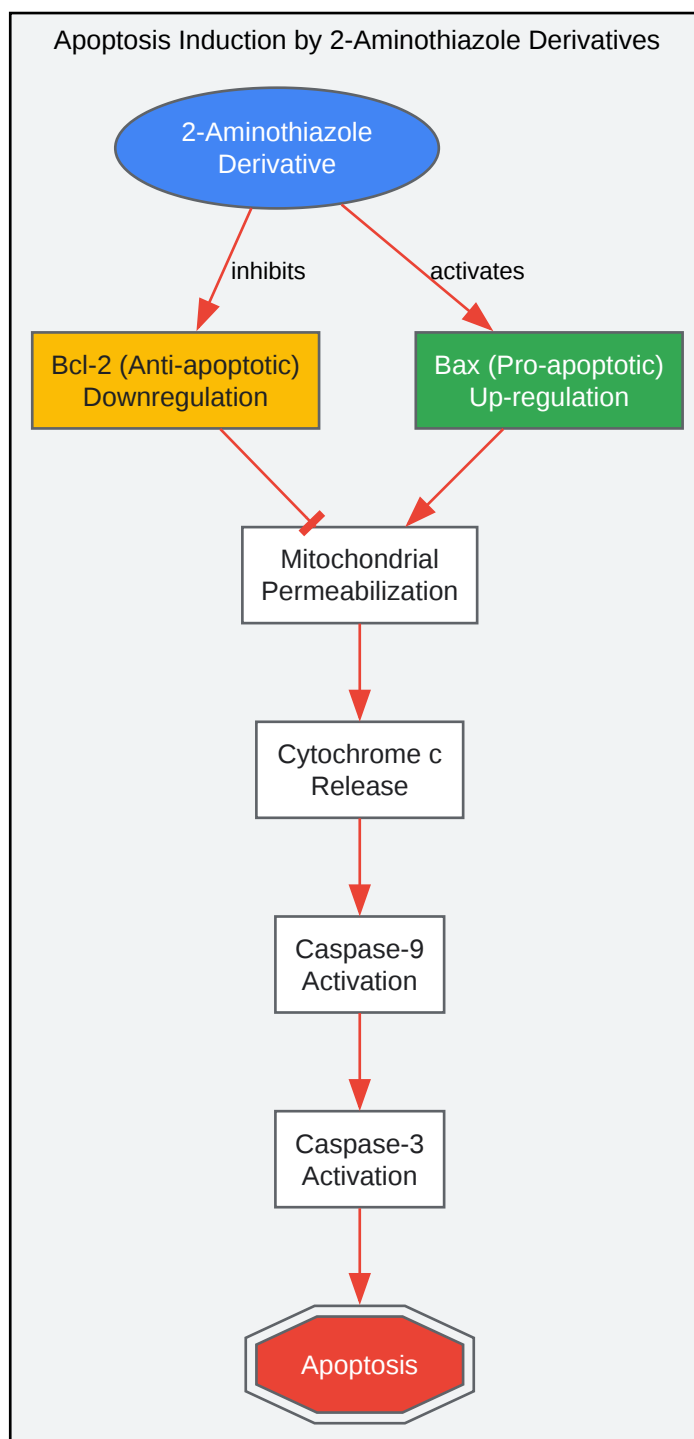 Apoptosis Induction by 2-Aminothiazole Derivatives
2-Aminothiazole
Derivative
inhibits
activates
Bcl-2 (Anti-apoptotic)
Downregulation
Bax (Pro-apoptotic)
Up-regulation
Mitochondrial
Permeabilization
Cytochrome c
Release
Caspase-9
Activation
Caspase-3
Activation
Apoptosis